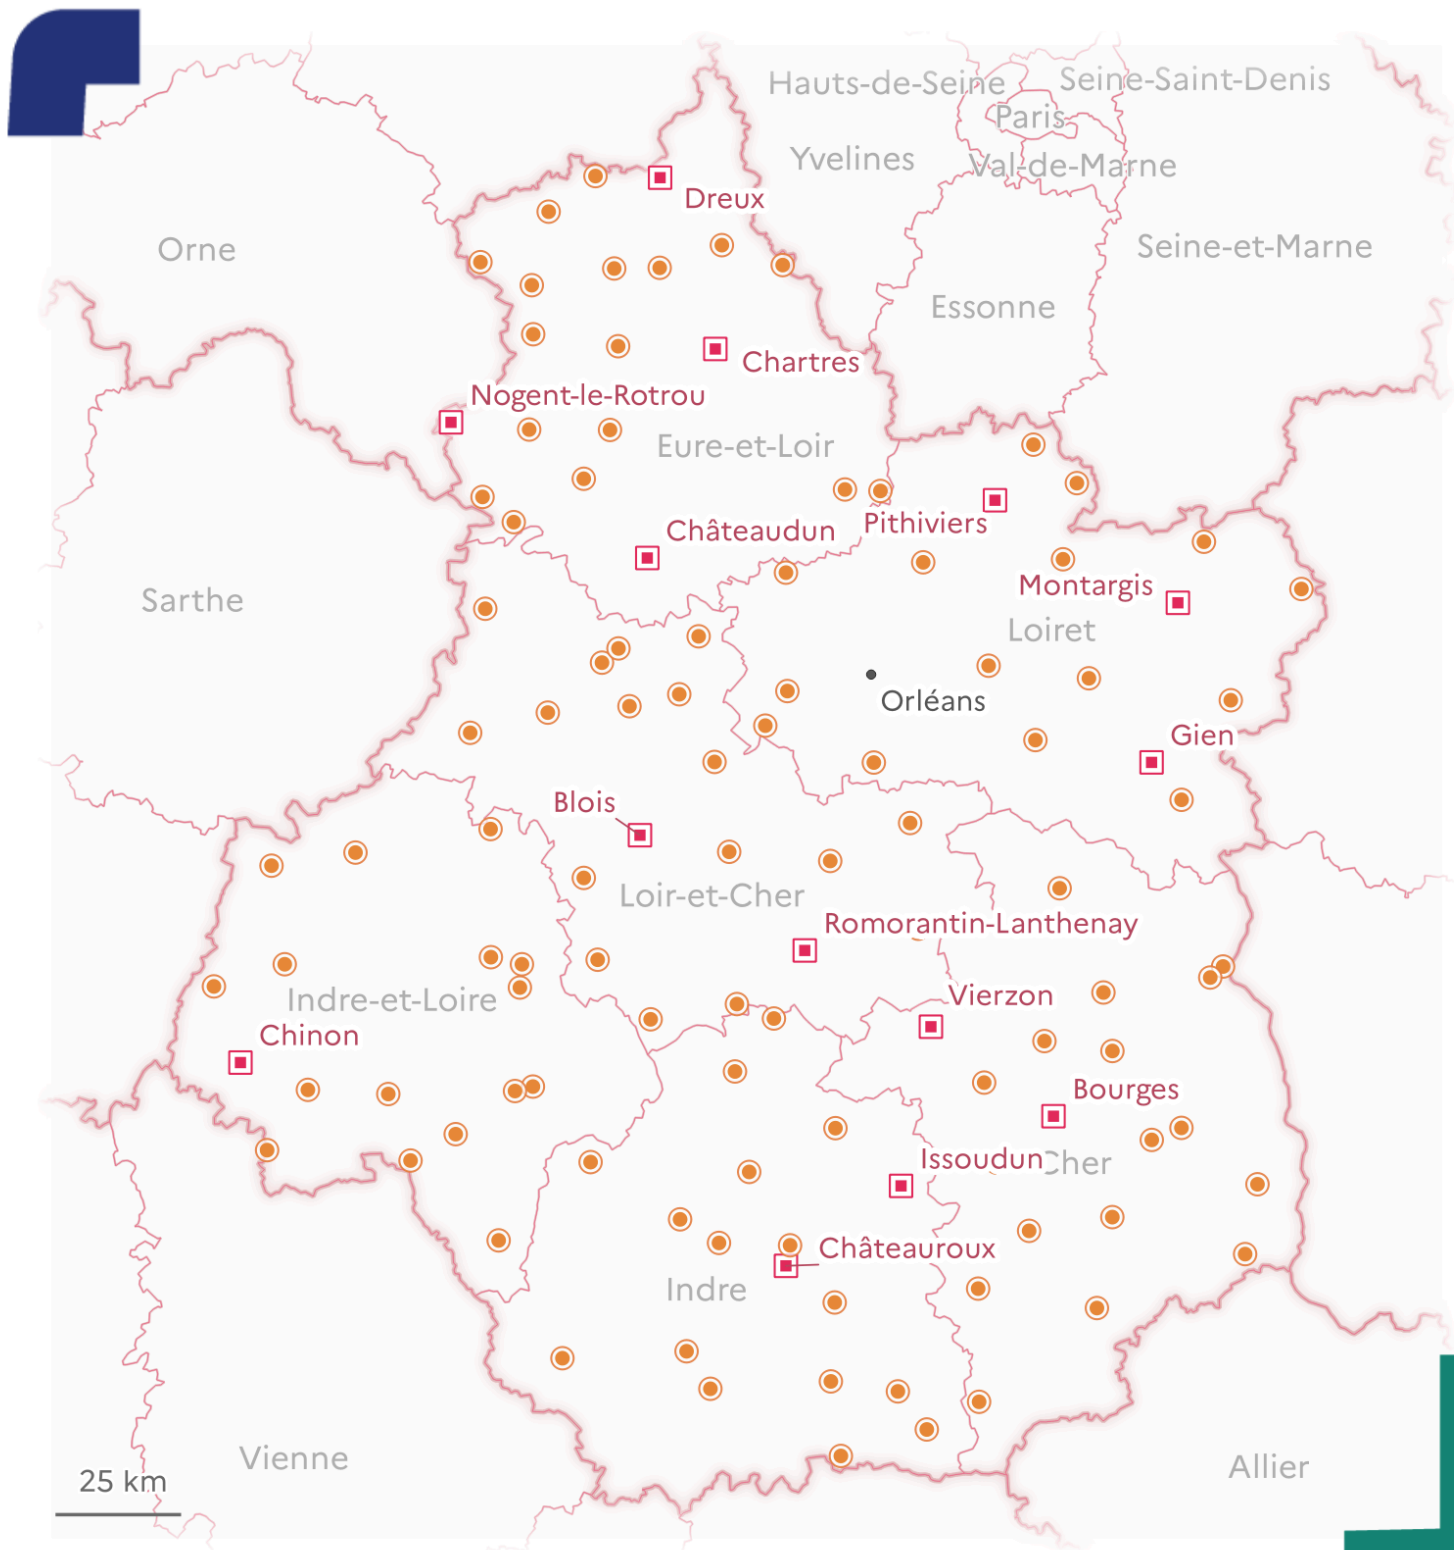 Hauts-de-Seine
Seine-Saint-Denis
Paris
Yvelines
Val-de-Marne
Dreux
Orne
Seine-et-Marne
Essonne
Chartres
Nogent-le-Rotrou
Eure-et-Loir
Pithiviers
Châteaudun
Montargis
Sarthe
Loiret
Orléans
Gien
Blois
Loir-et-Cher
Romorantin-Lanthenay
Indre-et-Loire
Vierzon
Chinon
Bourges
Issoudun
Cher
Châteauroux
Indre
Vienne
Allier
25 km